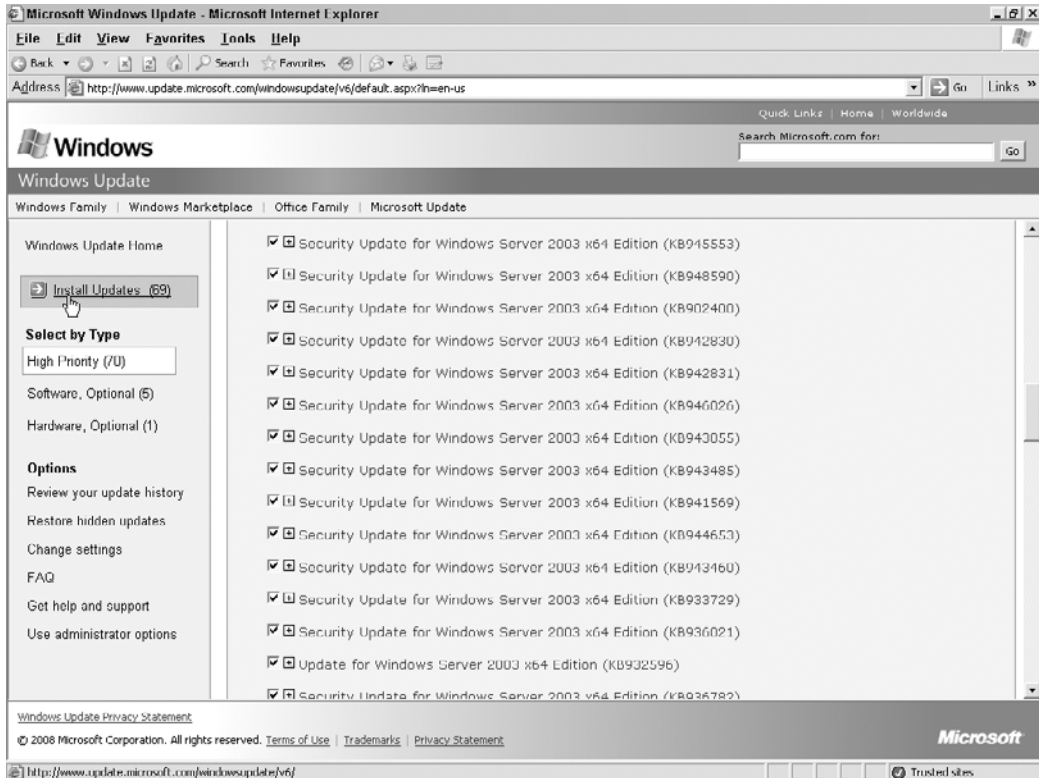 Microsoft Windows Update - Microsoft Internet Explorer
File Edit View Favorites Tools Help
Back Search Favorites
Address http://www.update.microsoft.com/windowsupdate/v6/default.aspx?ln=en-us Go Links »
Quick Links | Home | Worldwide
Search Microsoft.com for:
Windows
Go
Windows Update
Windows Family | Windows Marketplace | Office Family | Microsoft Update
Windows Update Home
Install Updates (69)
Select by Type
High Priority (70)
Software, Optional (5)
Hardware, Optional (1)
Options
Review your update history
Restore hidden updates
Change settings
FAQ
Get help and support
Use administrator options
Security Update for Windows Server 2003 x64 Edition (KB945553)
Security Update for Windows Server 2003 x64 Edition (KB948590)
Security Update for Windows Server 2003 x64 Edition (KB902400)
Security Update for Windows Server 2003 x64 Edition (KB942830)
Security Update for Windows Server 2003 x64 Edition (KB942831)
Security Update for Windows Server 2003 x64 Edition (KB946026)
Security Update for Windows Server 2003 x64 Edition (KB943055)
Security Update for Windows Server 2003 x64 Edition (KB943485)
Security Update for Windows Server 2003 x64 Edition (KB941569)
Security Update for Windows Server 2003 x64 Edition (KB944653)
Security Update for Windows Server 2003 x64 Edition (KB943460)
Security Update for Windows Server 2003 x64 Edition (KB933729)
Security Update for Windows Server 2003 x64 Edition (KB936021)
Update for Windows Server 2003 x64 Edition (KB932596)
Security Update for Windows Server 2003 x64 Edition (KB936782)
Windows Update Privacy Statement
© 2008 Microsoft Corporation. All rights reserved. Terms of Use | Trademarks | Privacy Statement
Microsoft
http://www.update.microsoft.com/windowsupdate/v6/ Trusted sites